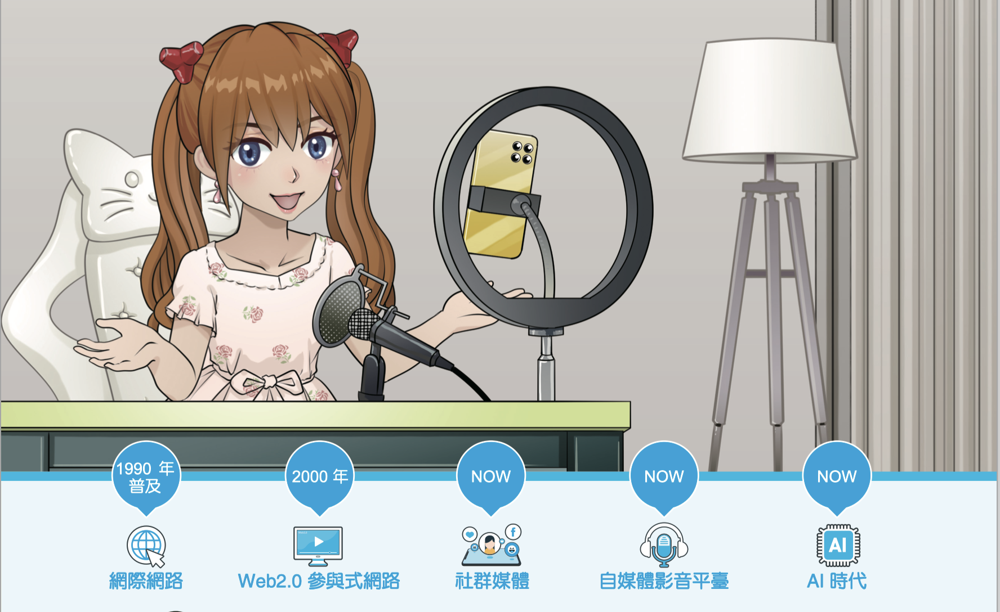 1990 年
普及
2000 年
NOW
NOW
NOW
f
AI
網際網路
Web2.0 參與式網路
社群媒體
自媒體影音平臺
AI 時代